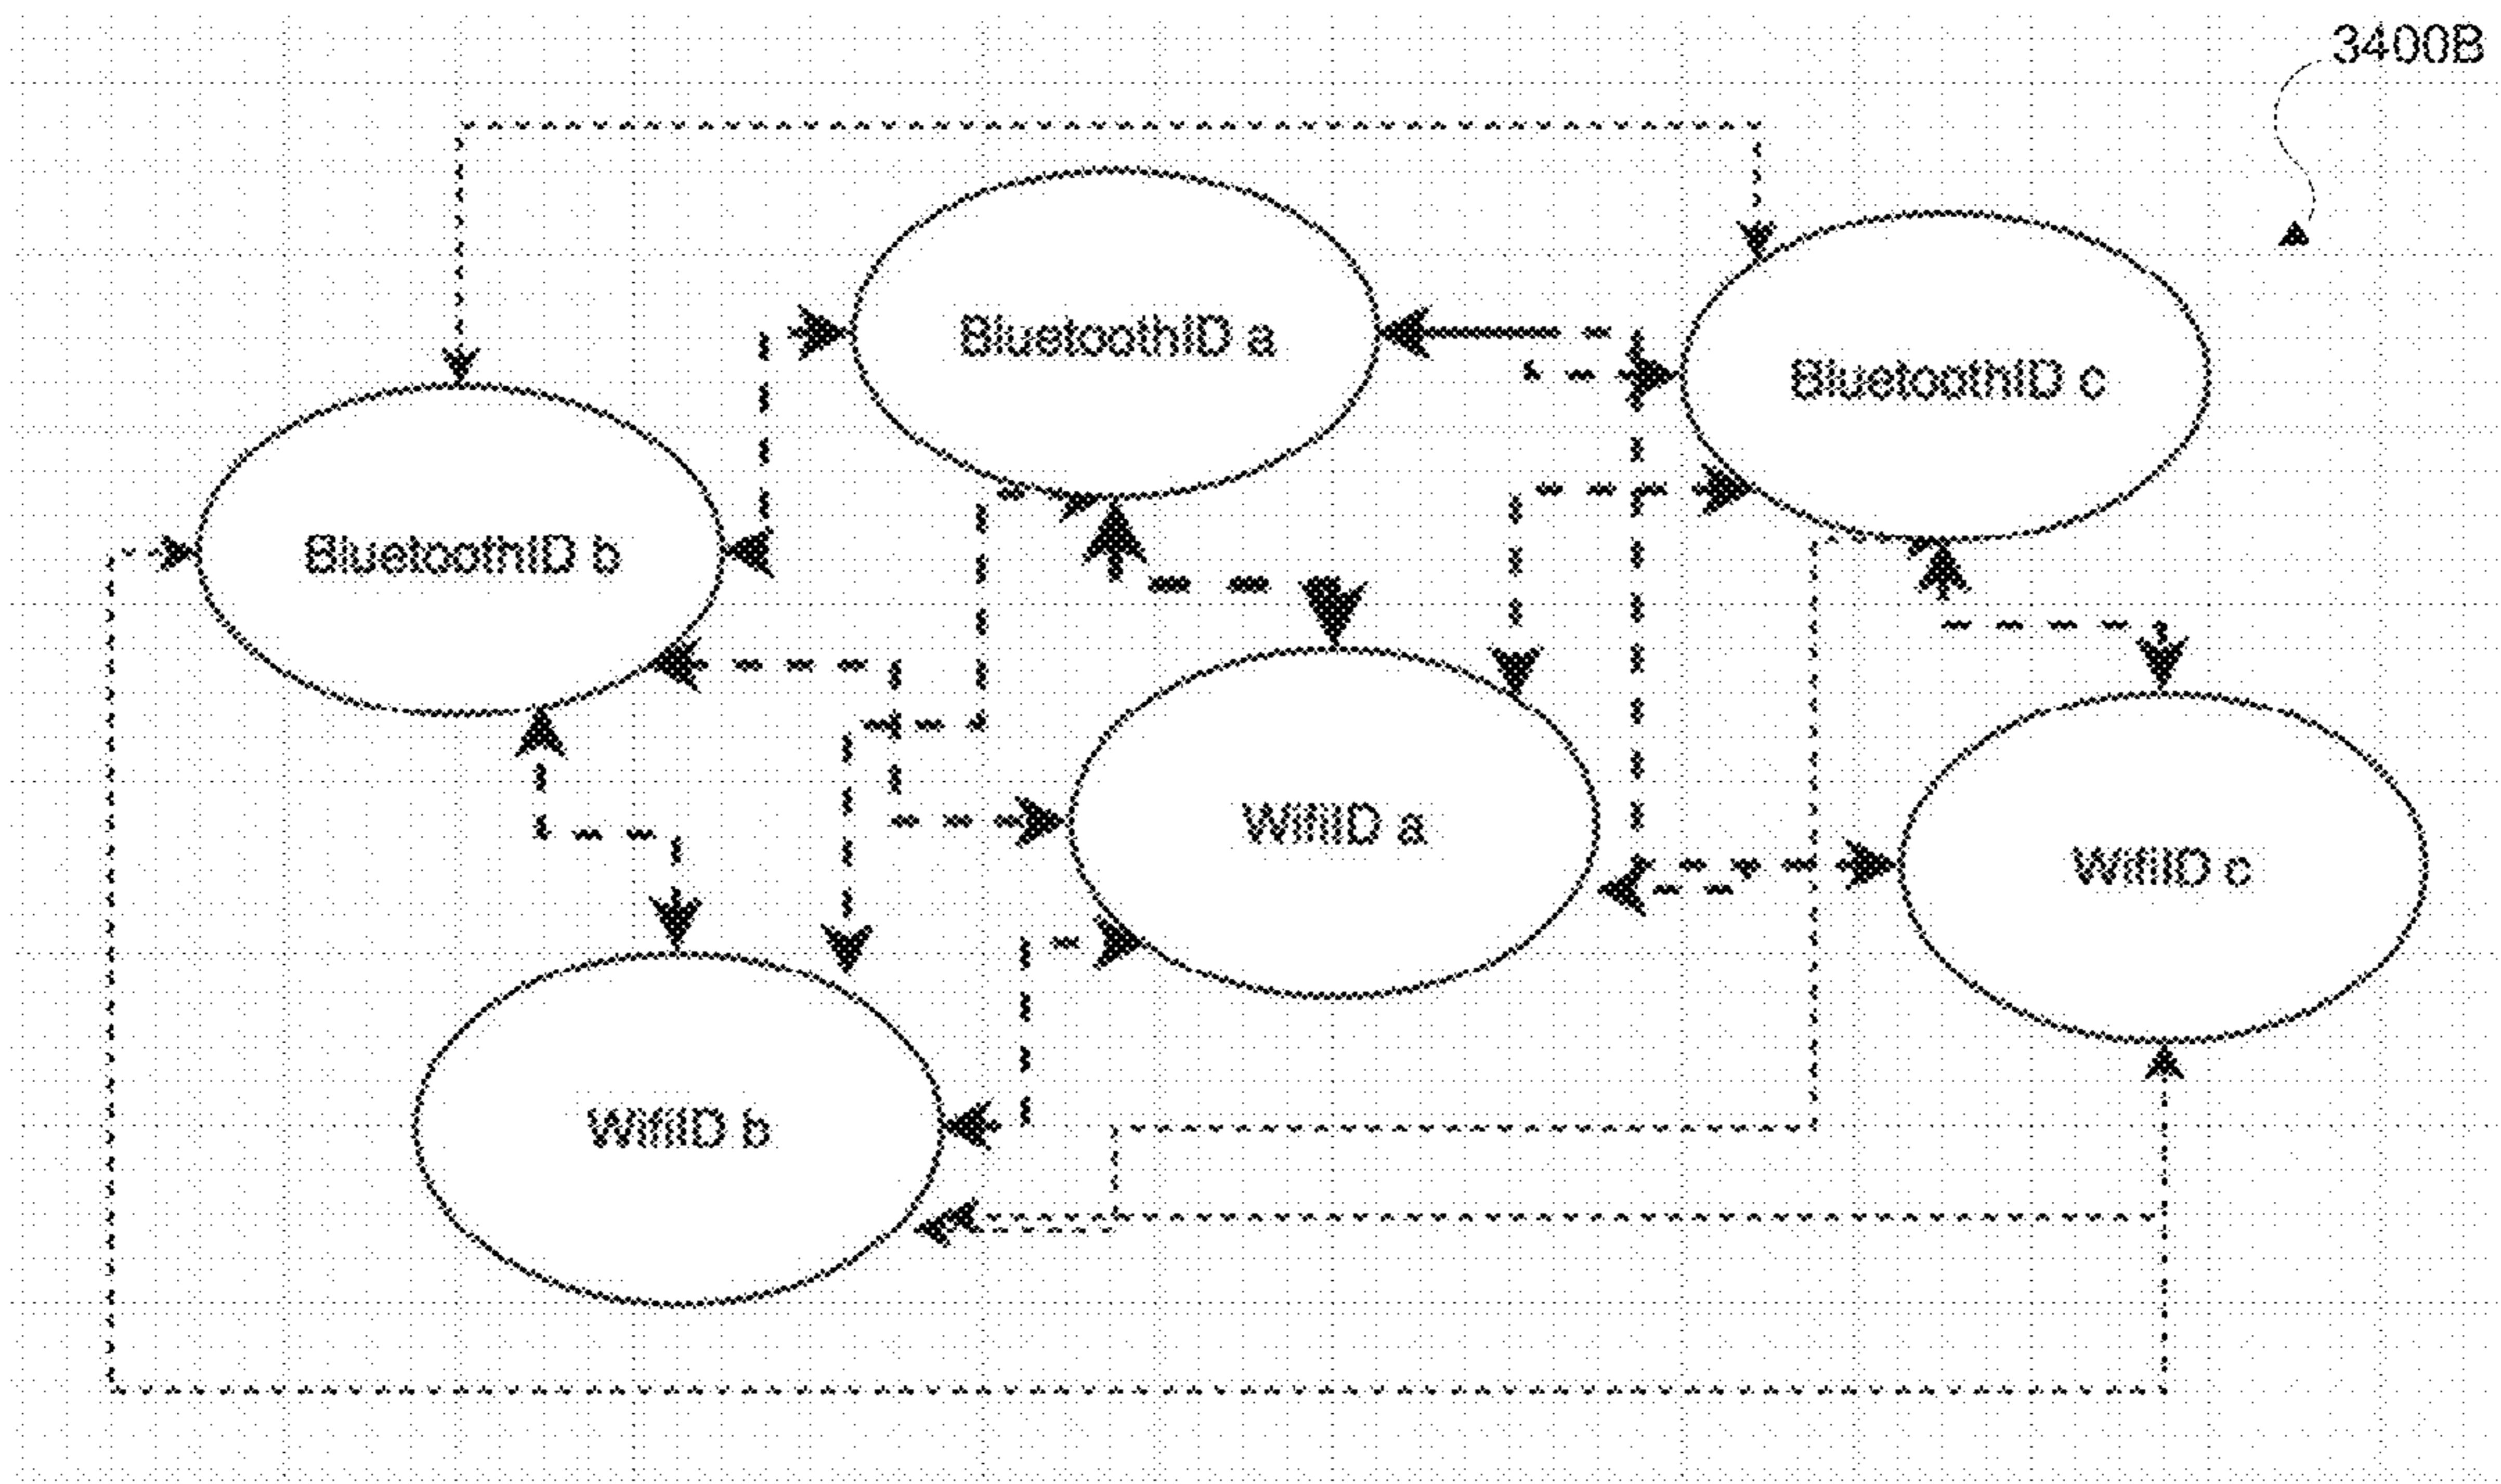 3400B
BluetoothID a
BluetoothID c
BluetoothID b
WifiID a
WifiID c
WifiID b